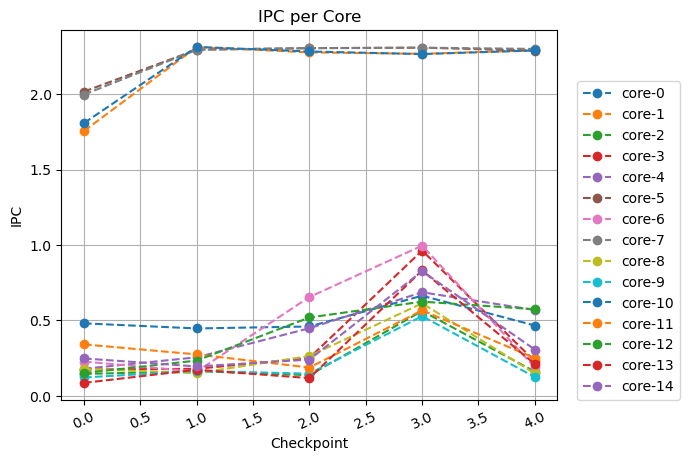 IPC per Core
IPC
2.0
1.5
1.0
0.5
0.0
0.0 0.5 1.0 1.5 2.0 2.5 3.0 3.5 4.0
Checkpoint
core-0
core-1
core-2
core-3
core-4
core-5
core-6
core-7
core-8
core-9
core-10
core-11
core-12
core-13
core-14